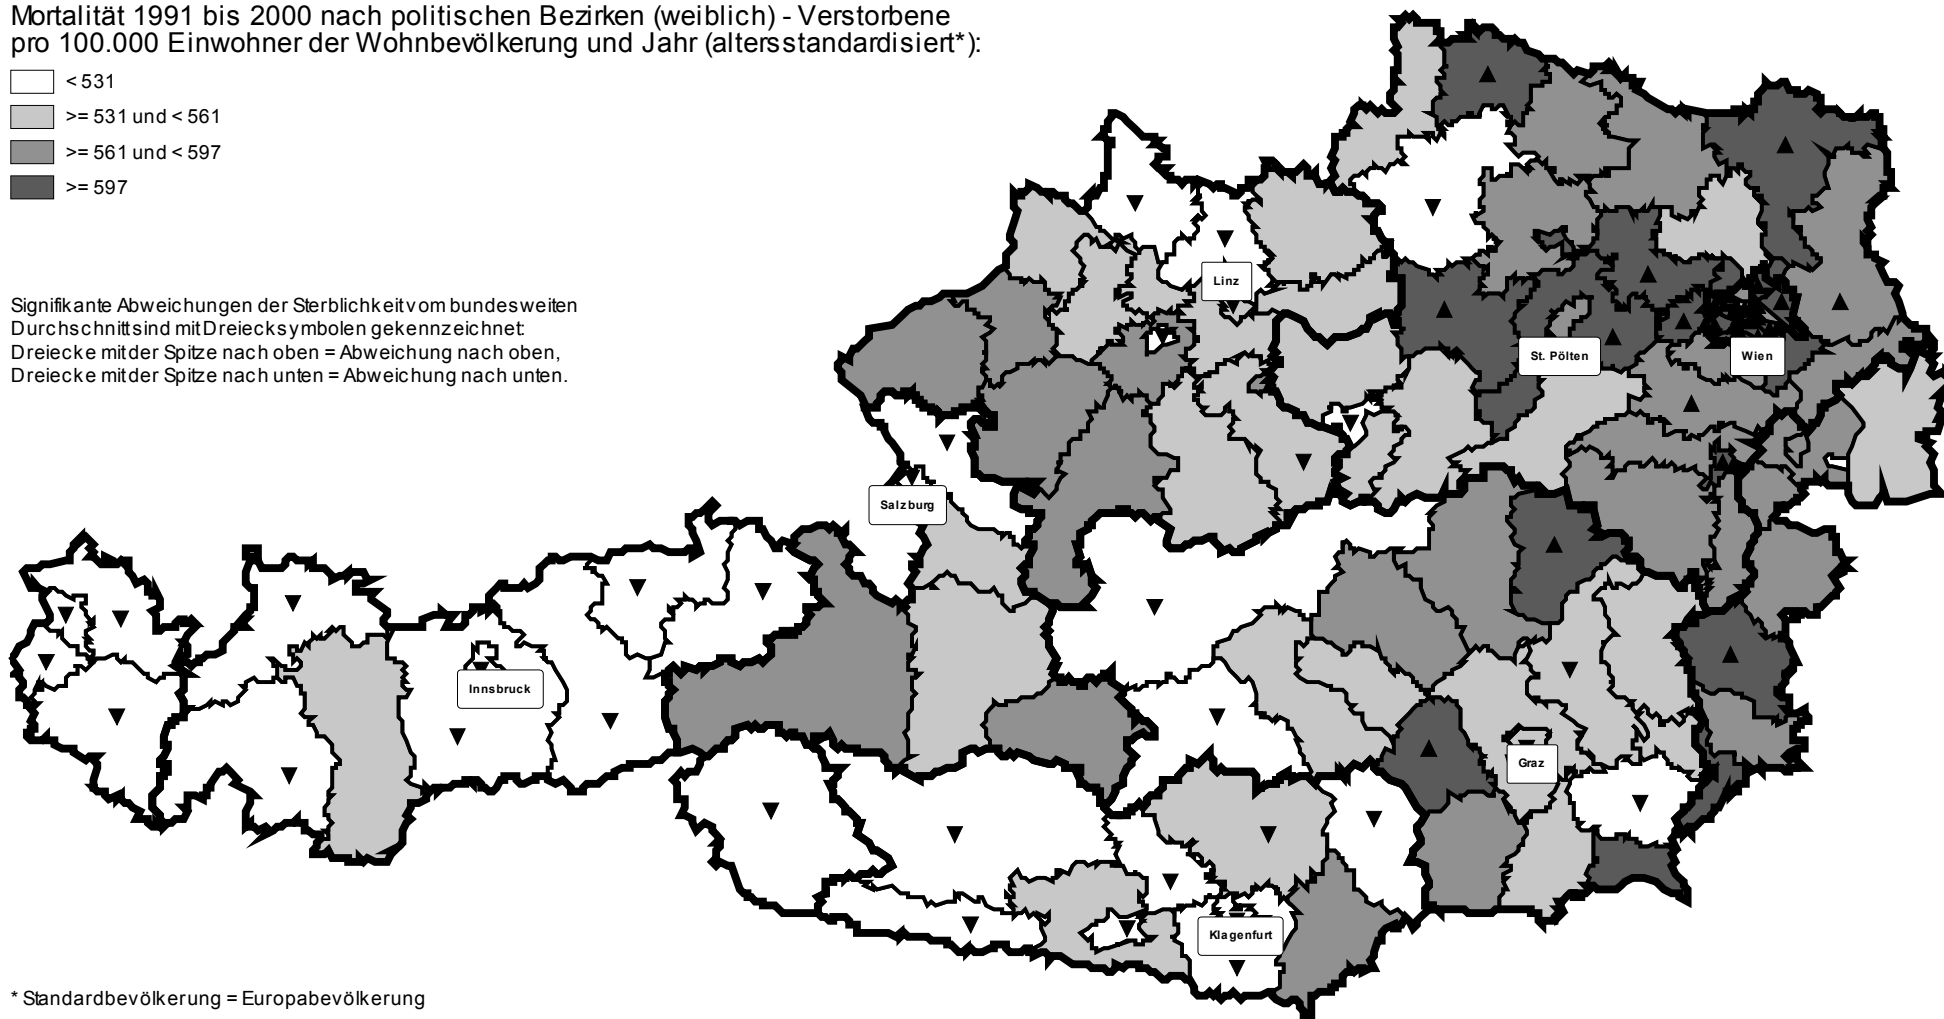 Mortalität 1991 bis 2000 nach politischen Bezirken (weiblich) - Verstorbene
pro 100.000 Einwohner der Wohnbevölkerung und Jahr (altersstandardisiert*):
< 531
>= 531 und < 561
>= 561 und < 597
>= 597
Signifikante Abweichungen der Sterblichkeit vom bundesweiten
Durchschnitt sind mit Dreiecksymbolen gekennzeichnet:
Dreiecke mit der Spitze nach oben = Abweichung nach oben,
Dreiecke mit der Spitze nach unten = Abweichung nach unten.
Linz
St. Pölten
Wien
Salzburg
Innsbruck
Graz
Klagenfurt
* Standardbevölkerung = Europabevölkerung